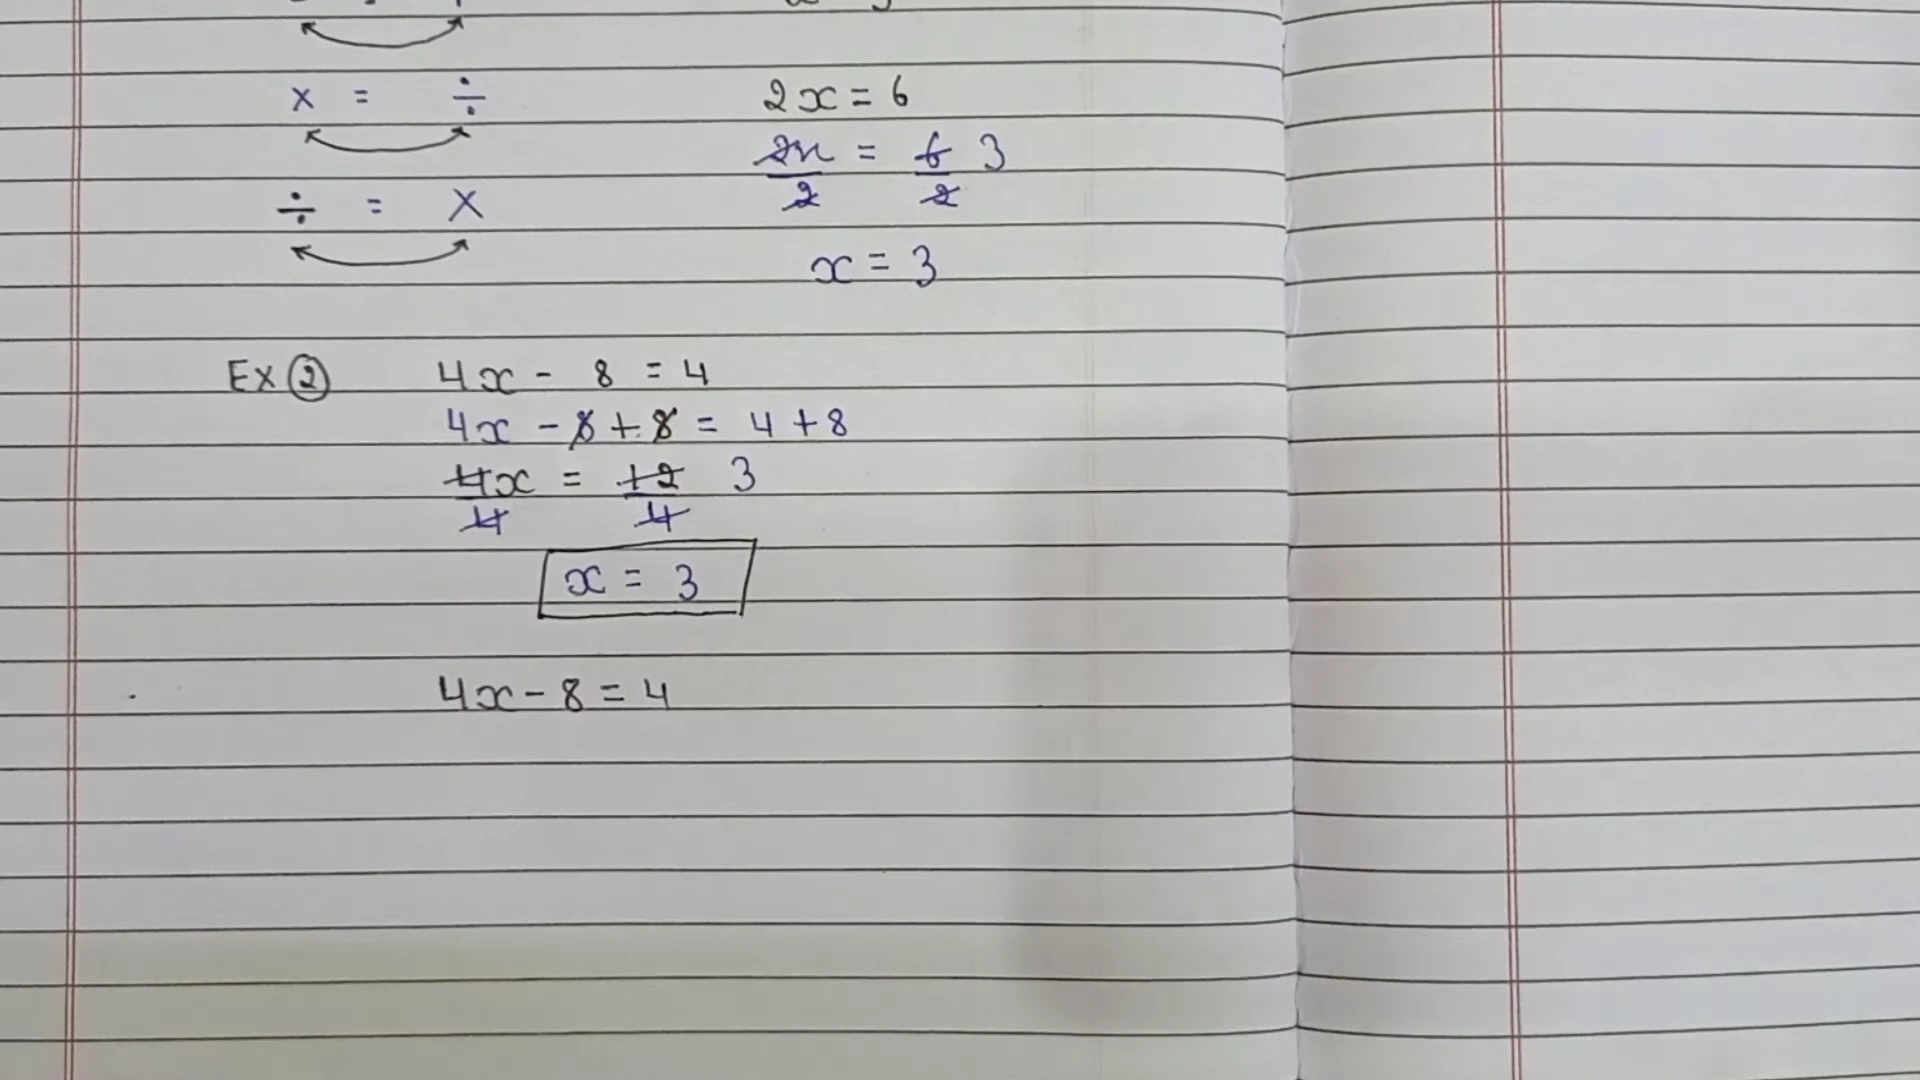 x = ÷
÷ = x
2x = 6
2x/2 = 6/2 3
x = 3
Ex ② 4x - 8 = 4
4x - 8 + 8 = 4 + 8
4x/4 = 12/4 3
x = 3
4x - 8 = 4